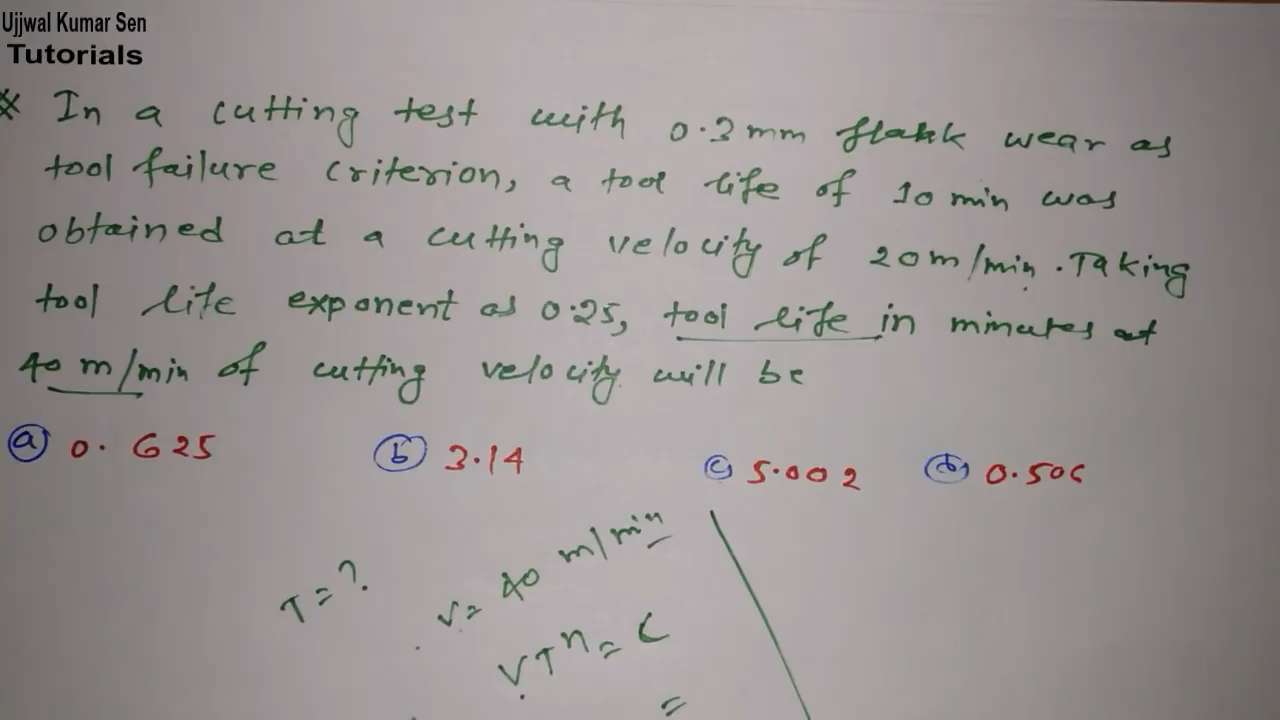 Ujjwal Kumar Sen
Tutorials
* In a cutting test with 0.3 mm flank wear as
tool failure criterion, a tool life of 10 min was
obtained at a cutting velocity of 20 m/min. Taking
tool life exponent as 0.25, tool life in minutes at
40 m/min of cutting velocity will be
(a) 0.625 (b) 3.14 (c) 5.002 (d) 0.506
T = ? V = 40 m/min
VTⁿ = C
=